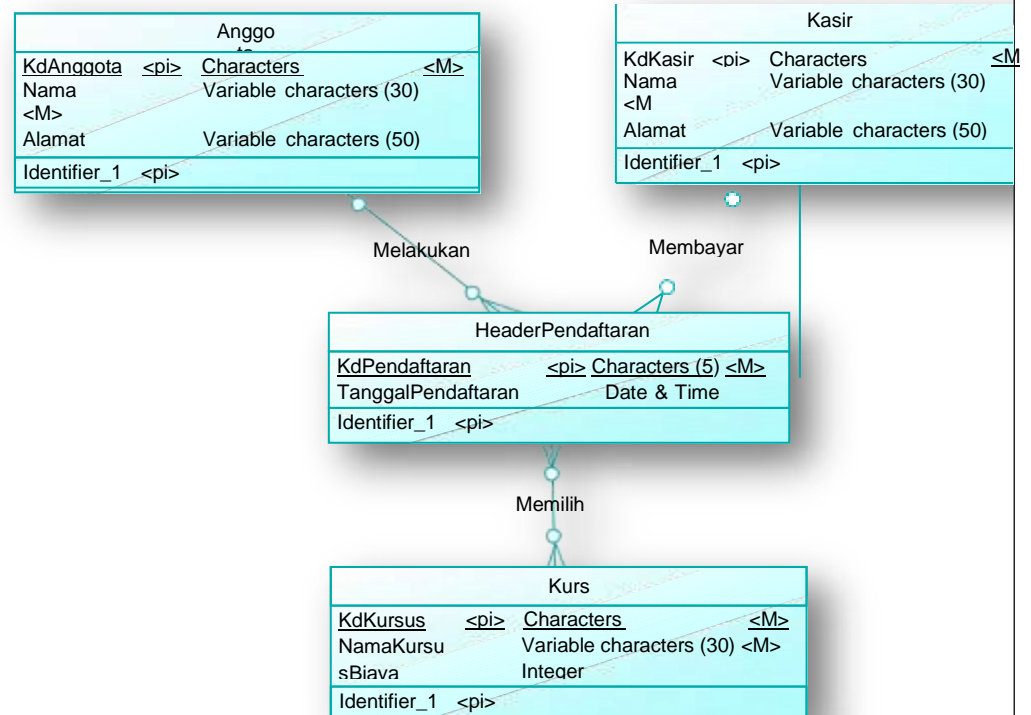 Anggo
KdAnggota <pi> Characters <M>
Nama Variable characters (30)
<M>
Alamat Variable characters (50)
Identifier_1 <pi>
Kasir
KdKasir <pi> Characters <M
Nama Variable characters (30)
<M
Alamat Variable characters (50)
Identifier_1 <pi>
Melakukan
Membayar
HeaderPendaftaran
KdPendaftaran <pi> Characters (5) <M>
TanggalPendaftaran Date & Time
Identifier_1 <pi>
Memilih
Kurs
KdKursus <pi> Characters <M>
NamaKursu Variable characters (30) <M>
sBiaya Integer
Identifier_1 <pi>